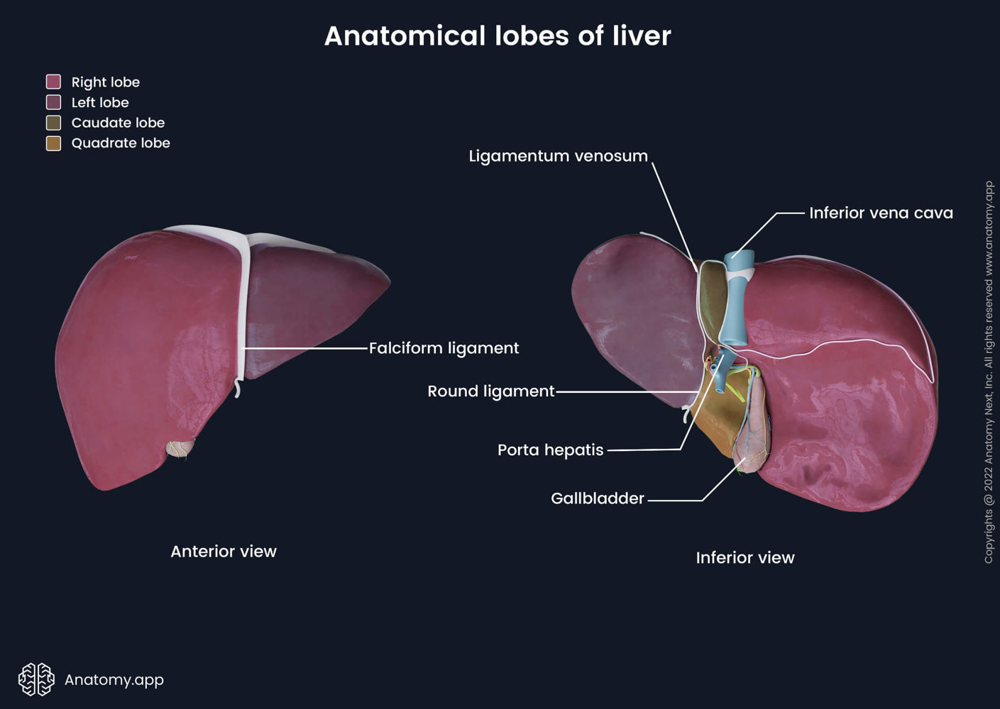 Anatomical lobes of liver
Right lobe
Left lobe
Caudate lobe
Quadrate lobe
Ligamentum venosum
Inferior vena cava
Falciform ligament
Round ligament
Porta hepatis
Gallbladder
Anterior view
Inferior view
Copyrights @ 2022 Anatomy Next, Inc. All rights reserved www.anatomy.app
Anatomy.app